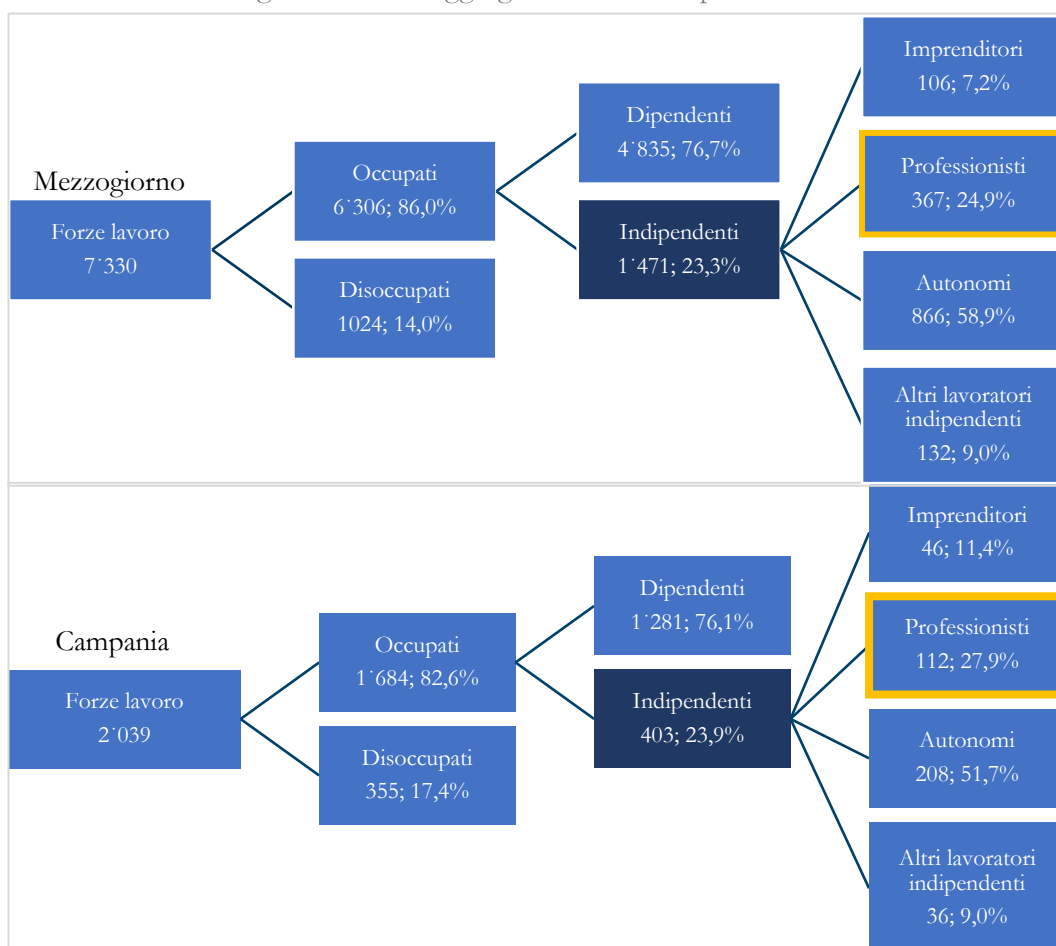 Mezzogiorno
Forze lavoro
7˙330
Occupati
6˙306; 86,0%
Disoccupati
1024; 14,0%
Dipendenti
4˙835; 76,7%
Indipendenti
1˙471; 23,3%
Imprenditori
106; 7,2%
Professionisti
367; 24,9%
Autonomi
866; 58,9%
Altri lavoratori
indipendenti
132; 9,0%
Campania
Forze lavoro
2˙039
Occupati
1˙684; 82,6%
Disoccupati
355; 17,4%
Dipendenti
1˙281; 76,1%
Indipendenti
403; 23,9%
Imprenditori
46; 11,4%
Professionisti
112; 27,9%
Autonomi
208; 51,7%
Altri lavoratori
indipendenti
36; 9,0%